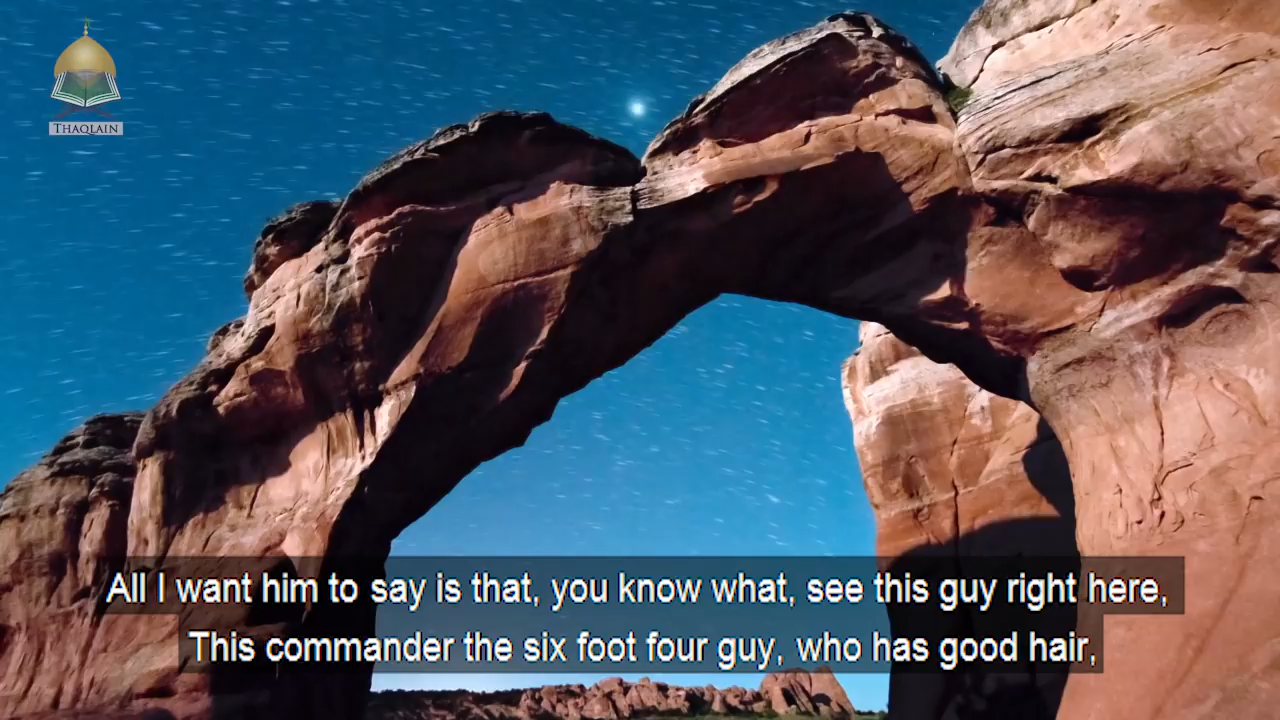 THAQLAIN
All I want him to say is that, you know what, see this guy right here,
This commander the six foot four guy, who has good hair,